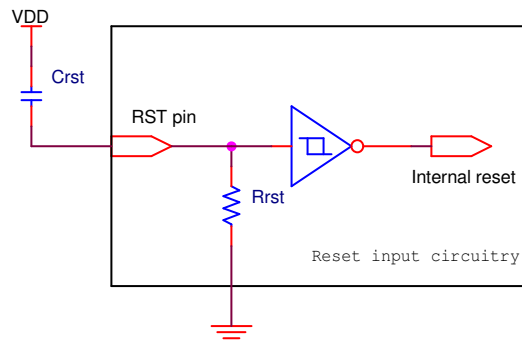 VDD
Crst
RST pin
Rrst
Internal reset
Reset input circuitry